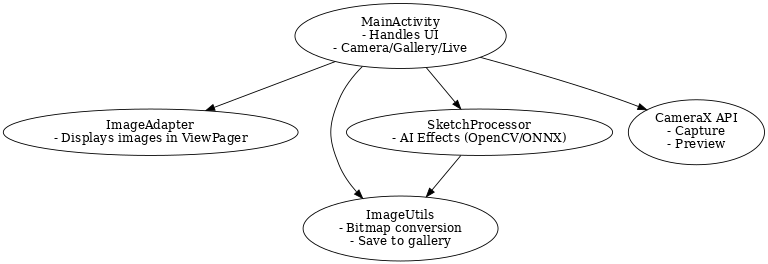 MainActivity
- Handles UI
- Camera/Gallery/Live
ImageAdapter
- Displays images in ViewPager
SketchProcessor
- AI Effects (OpenCV/ONNX)
CameraX API
- Capture
- Preview
ImageUtils
- Bitmap conversion
- Save to gallery